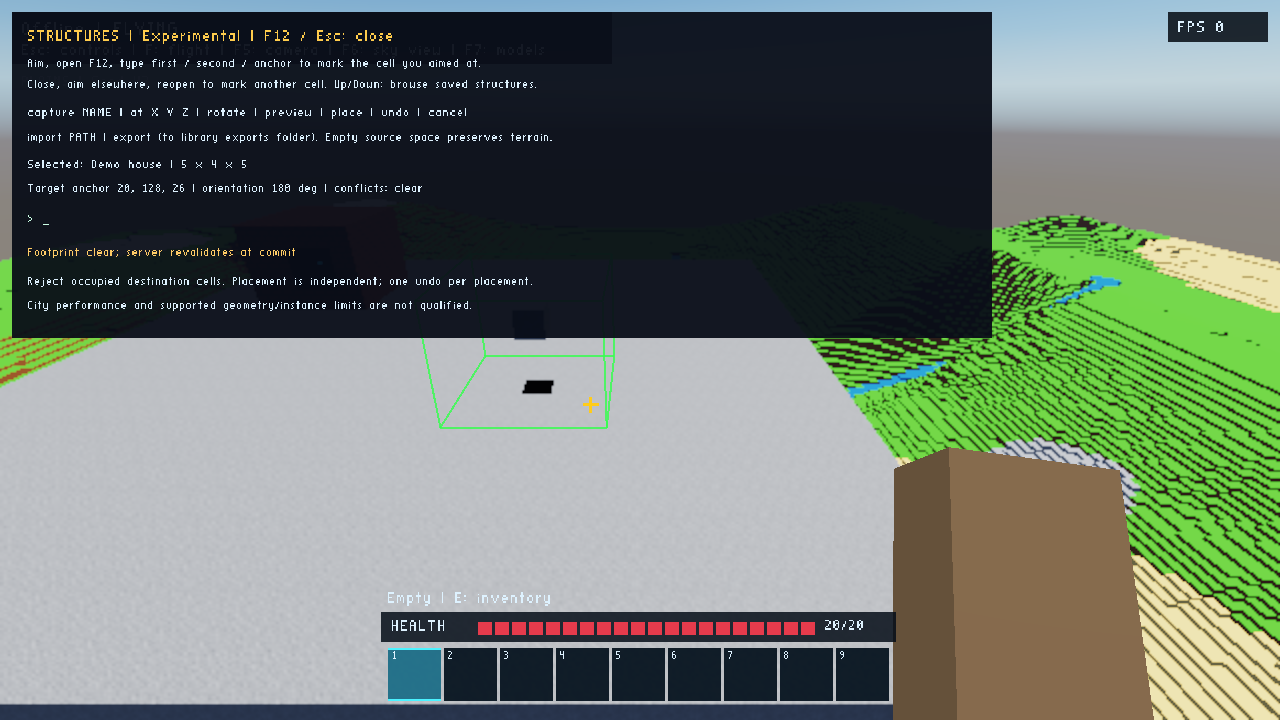 STRUCTURES | Experimental | F12 / Esc: close
FPS 0
Aim, open F12, type first / second / anchor to mark the cell you aimed at.
Close, aim elsewhere, reopen to mark another cell. Up/Down: browse saved structures.
capture NAME | at X Y Z | rotate | preview | place | undo | cancel
import PATH | export (to library exports folder). Empty source space preserves terrain.
Selected: Demo house | 5 x 4 x 5
Target anchor 20, 128, 26 | orientation 180 deg | conflicts: clear
> _
Footprint clear; server revalidates at commit
Reject occupied destination cells. Placement is independent; one undo per placement.
City performance and supported geometry/instance limits are not qualified.
Empty | E: inventory
HEALTH 20/20
1 2 3 4 5 6 7 8 9